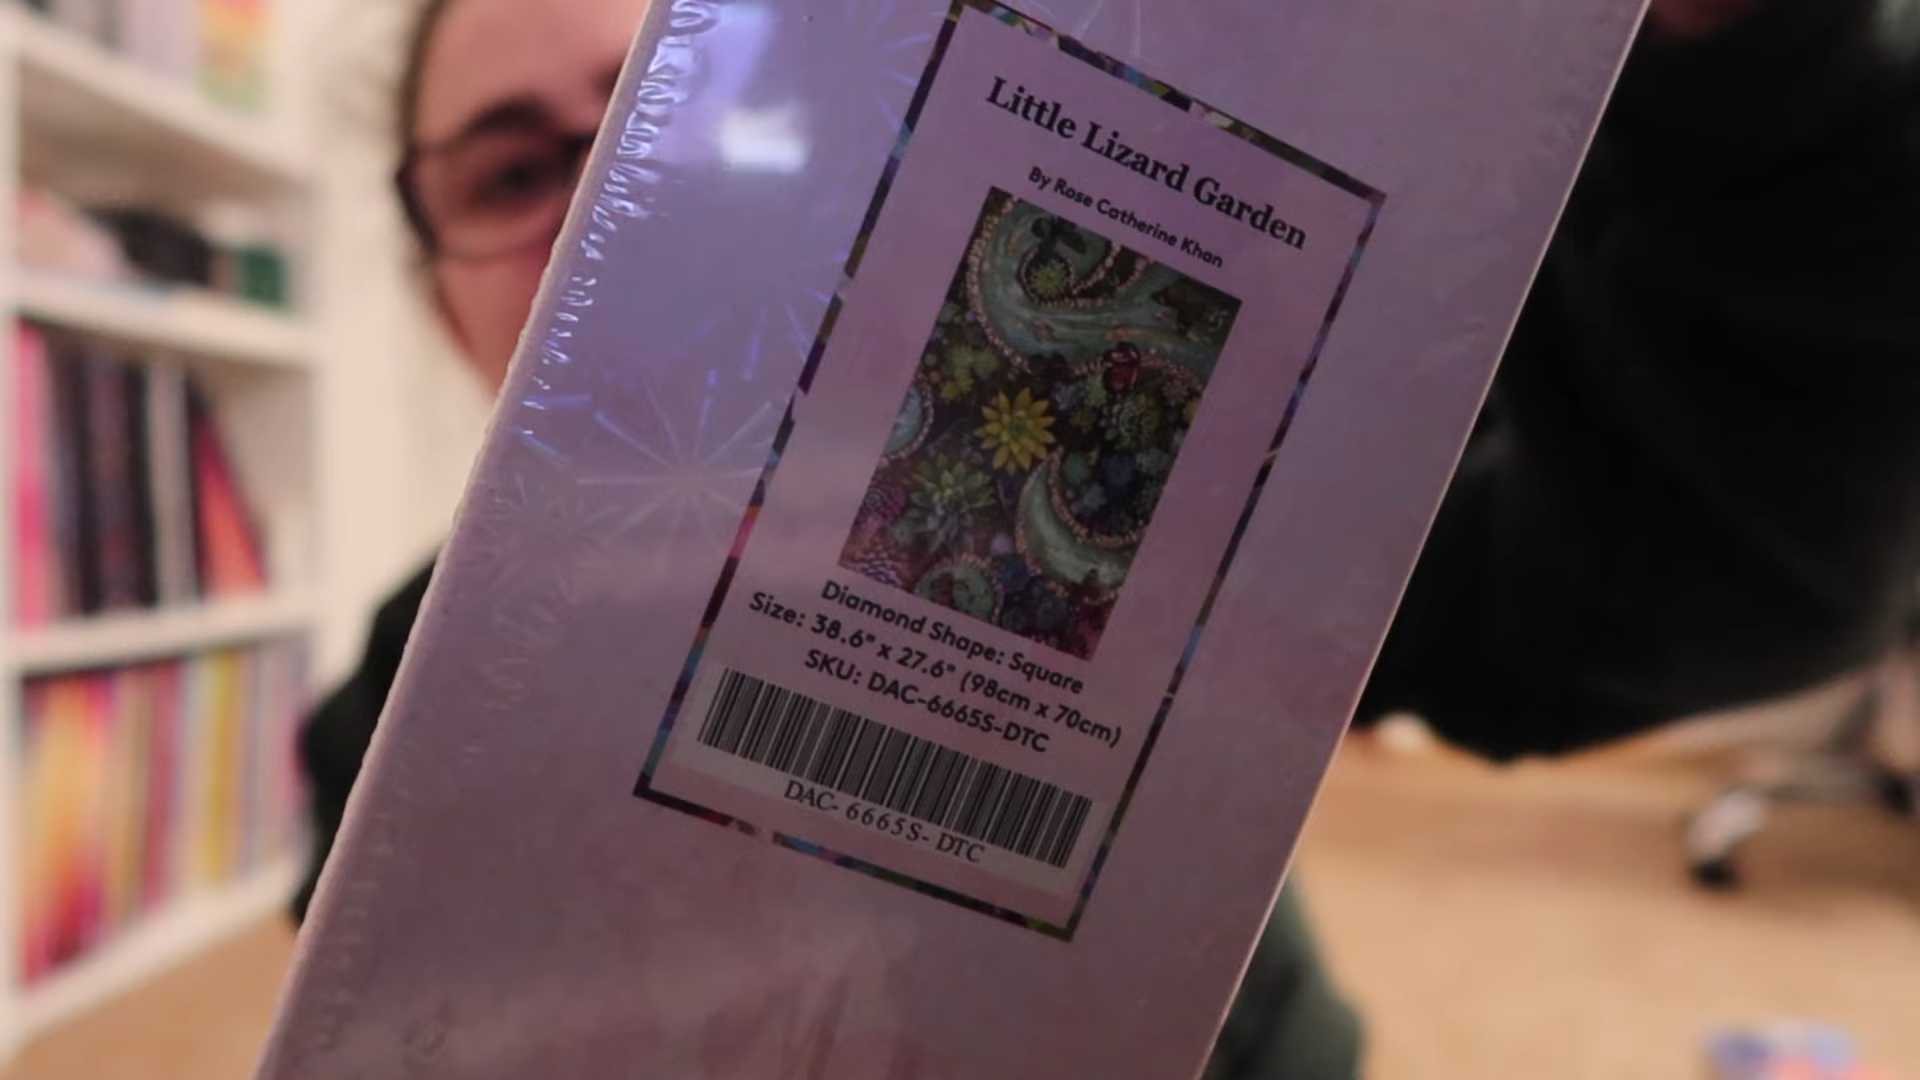 Little Lizard Garden
By Rose Catherine Khan
Diamond Shape: Square
Size: 38.6" x 27.6" (98cm x 70cm)
SKU: DAC-6665S-DTC
DAC- 6665S- DTC